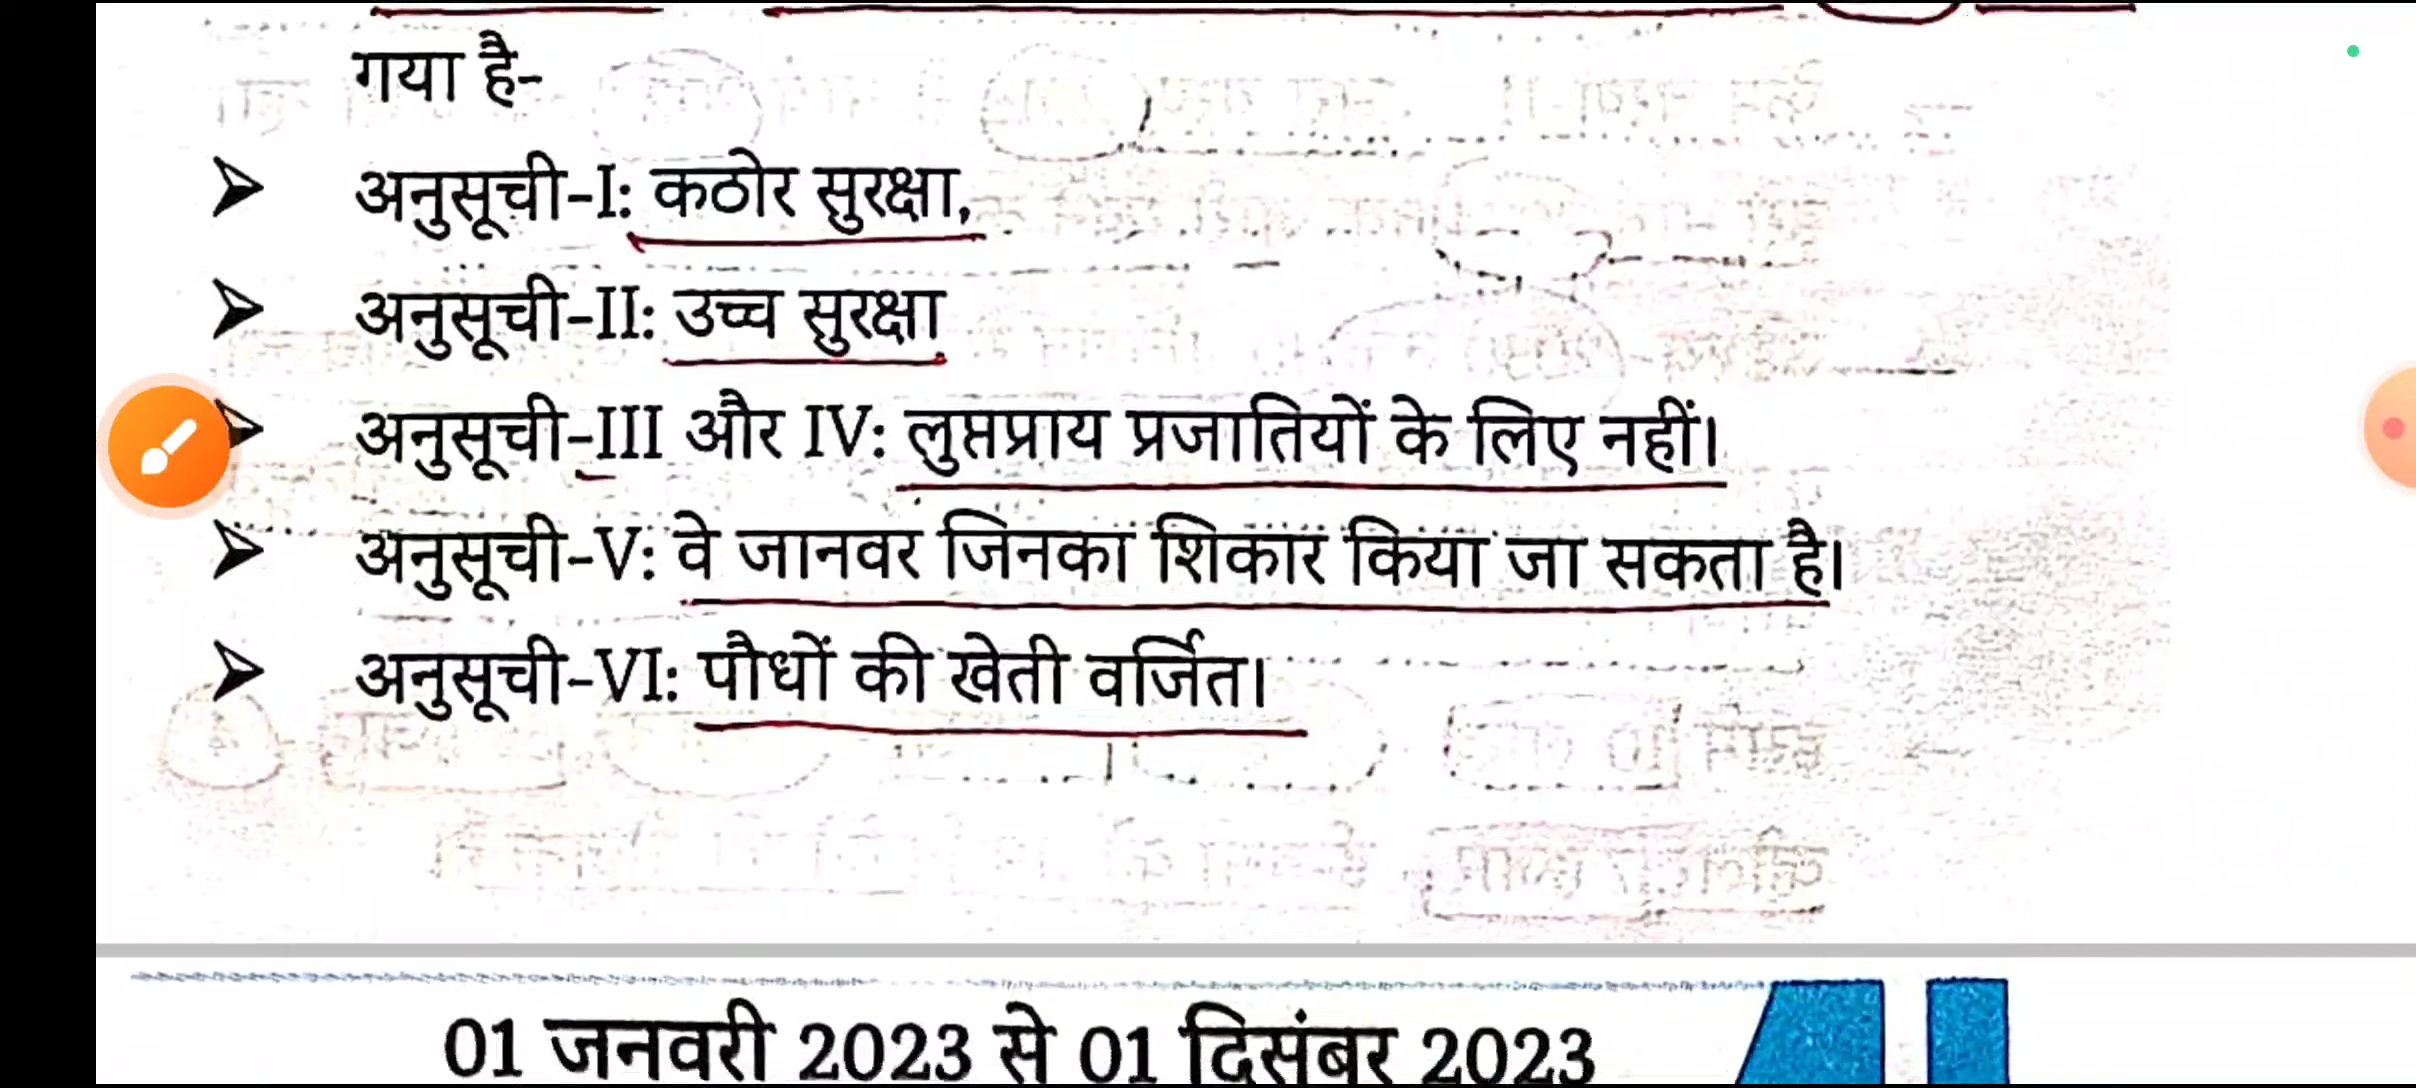 गया है-
➢ अनुसूची-I: कठोर सुरक्षा,
➢ अनुसूची-II: उच्च सुरक्षा
➢ अनुसूची-III और IV: लुप्तप्राय प्रजातियों के लिए नहीं।
➢ अनुसूची-V: वे जानवर जिनका शिकार किया जा सकता है।
➢ अनुसूची-VI: पौधों की खेती वर्जित।
01 जनवरी 2023 से 01 दिसंबर 2023